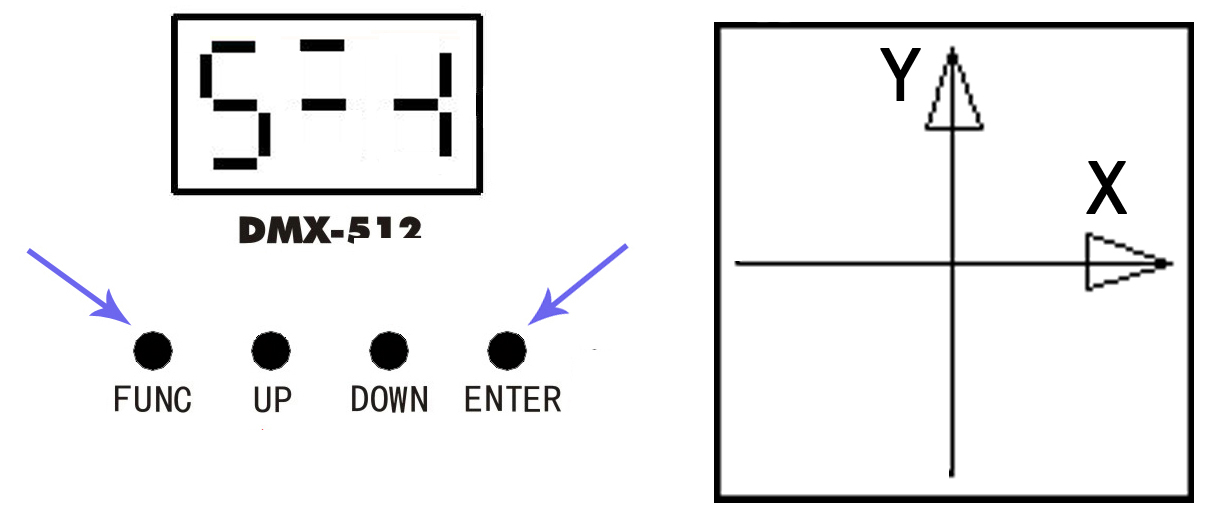 DMX-512
FUNC UP DOWN ENTER
Y
X